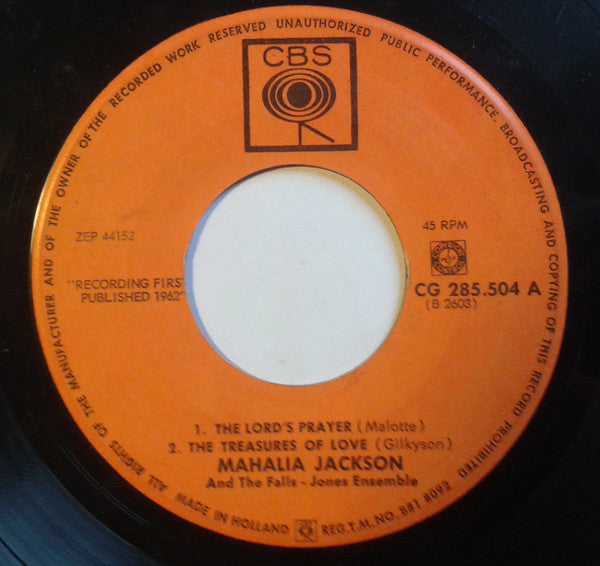 ALL RIGHTS OF THE MANUFACTURER AND OF THE OWNER OF THE RECORDED WORK RESERVED UNAUTHORIZED PUBLIC PERFORMANCE. BROADCASTING AND COPYING OF THIS RECORD PROHIBITED
CBS
ZEP 44152
45 RPM
"RECORDING FIRST
PUBLISHED 1962"
CG 285.504 A
(B 2603)
1. THE LORD'S PRAYER (Malotte)
2. THE TREASURES OF LOVE (Gilkyson)
MAHALIA JACKSON
And The Falls - Jones Ensemble
MADE IN HOLLAND REG.T.M.NO. 887 8092